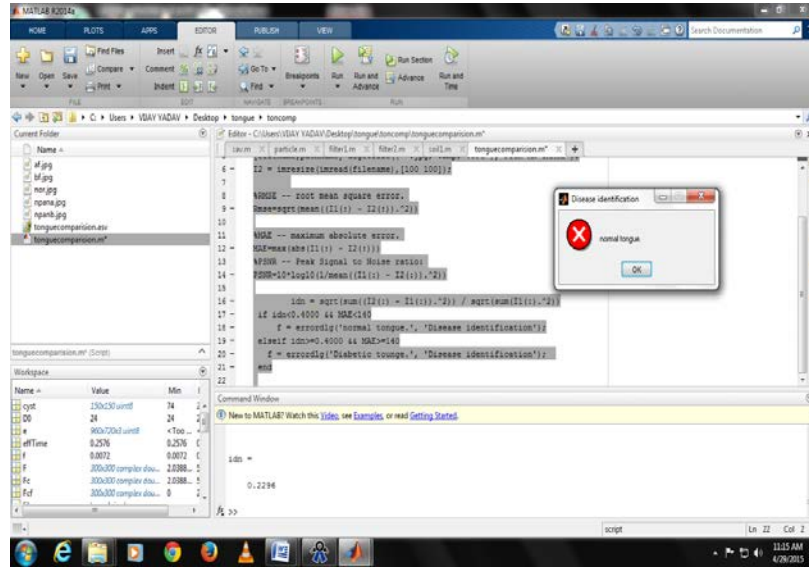 MATLAB R2014a
HOME PLOTS APPS EDITOR PUBLISH VIEW Search Documentation
New Open Save Find Files Compare Print Insert Comment Indent Go To Find Breakpoints Run Run and Advance Run Section Advance Run and Time
FILE EDIT NAVIGATE BREAKPOINTS RUN
C: Users VIJAY YADAV Desktop tongue toncomp
Current Folder
Name
af.jpg
bf.jpg
nor.jpg
npana.jpg
npanb.jpg
tonguecomparision.asv
tonguecomparision.m*
tonguecomparision.m* (Script)
Editor - C:\Users\VIJAY YADAV\Desktop\tongue\toncomp\tonguecomparision.m*
particle.m filter1.m filter2.m tonguecomparision.m*
6 - I2 = imresize(imread(filename),[100 100]);
7
8 %RMSE -- root mean square error.
9 - Rmse=sqrt(mean((I1(:) - I2(:)).^2))
10
11 %MAE -- maximum absolute error.
12 - MAE=max(abs(I1(:) - I2(:)))
13 %PSNR -- Peak Signal to Noise ratio:
14 - PSNR=10*log10(1/mean((I1(:) - I2(:)).^2))
15
16 - idn = sqrt(sum((I2(:) - I1(:)).^2)) / sqrt(sum(I1(:).^2))
17 - if idn<0.4000 && MAE<140
18 - f = errordlg('normal tongue.', 'Disease identification');
19 - elseif idn>=0.4000 && MAE>=140
20 - f = errordlg('Diabetic tounge.', 'Disease identification');
21 - end
22
Disease identification
normal tongue.
OK
Workspace
Name Value Min
cyst 150x150 uint8 74
D0 24 24
a 960x720x3 uint8 <Too ...
effTime 0.2576 0.2576
f 0.0072 0.0072
F 300x300 complex dou... 2.0388...
Fc 300x300 complex dou... 2.0388...
Fcf 300x300 complex dou... 0
Command Window
New to MATLAB? Watch this Video, see Examples, or read Getting Started.
idn =
0.2296
fx >>
script Ln 22 Col 2
11:15 AM
4/29/2015